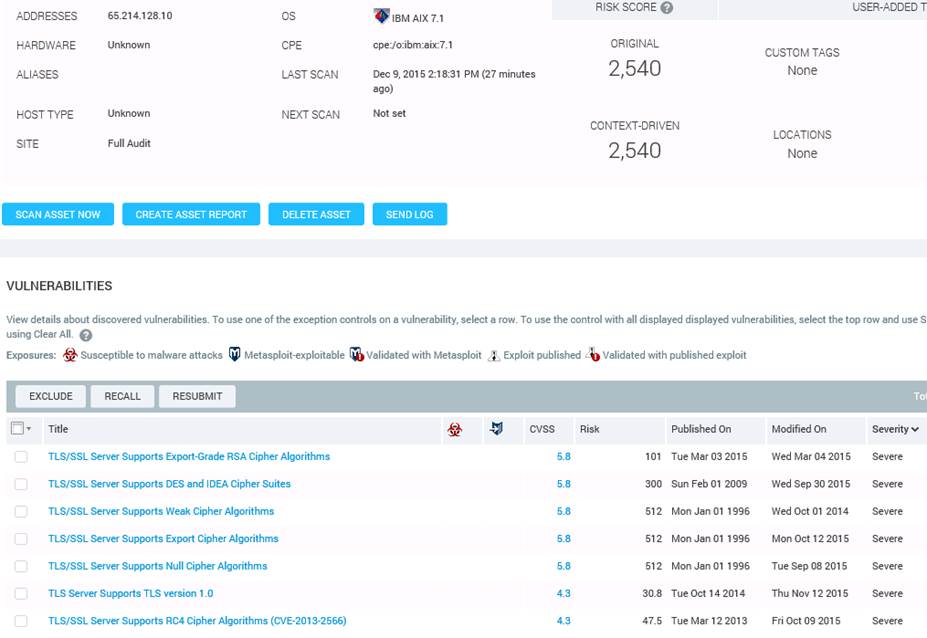 RISK SCORE
USER-ADDED T
ADDRESSES 65.214.128.10 OS IBM AIX 7.1
HARDWARE Unknown CPE cpe:/o:ibm:aix:7.1
ALIASES LAST SCAN Dec 9, 2015 2:18:31 PM (27 minutes
ago)
HOST TYPE Unknown NEXT SCAN Not set
SITE Full Audit
ORIGINAL
2,540
CUSTOM TAGS
None
CONTEXT-DRIVEN
2,540
LOCATIONS
None
SCAN ASSET NOW CREATE ASSET REPORT DELETE ASSET SEND LOG
VULNERABILITIES
View details about discovered vulnerabilities. To use one of the exception controls on a vulnerability, select a row. To use the control with all displayed displayed vulnerabilities, select the top row and use S
using Clear All. ?
Exposures: Susceptible to malware attacks Metasploit-exploitable Validated with Metasploit Exploit published Validated with published exploit
EXCLUDE RECALL RESUBMIT To
Title CVSS Risk Published On Modified On Severity
TLS/SSL Server Supports Export-Grade RSA Cipher Algorithms 5.8 101 Tue Mar 03 2015 Wed Mar 04 2015 Severe
TLS/SSL Server Supports DES and IDEA Cipher Suites 5.8 300 Sun Feb 01 2009 Wed Sep 30 2015 Severe
TLS/SSL Server Supports Weak Cipher Algorithms 5.8 512 Mon Jan 01 1996 Wed Oct 01 2014 Severe
TLS/SSL Server Supports Export Cipher Algorithms 5.8 512 Mon Jan 01 1996 Mon Oct 12 2015 Severe
TLS/SSL Server Supports Null Cipher Algorithms 5.8 512 Mon Jan 01 1996 Tue Sep 08 2015 Severe
TLS Server Supports TLS version 1.0 4.3 30.8 Tue Oct 14 2014 Thu Nov 12 2015 Severe
TLS/SSL Server Supports RC4 Cipher Algorithms (CVE-2013-2566) 4.3 47.5 Tue Mar 12 2013 Fri Oct 09 2015 Severe